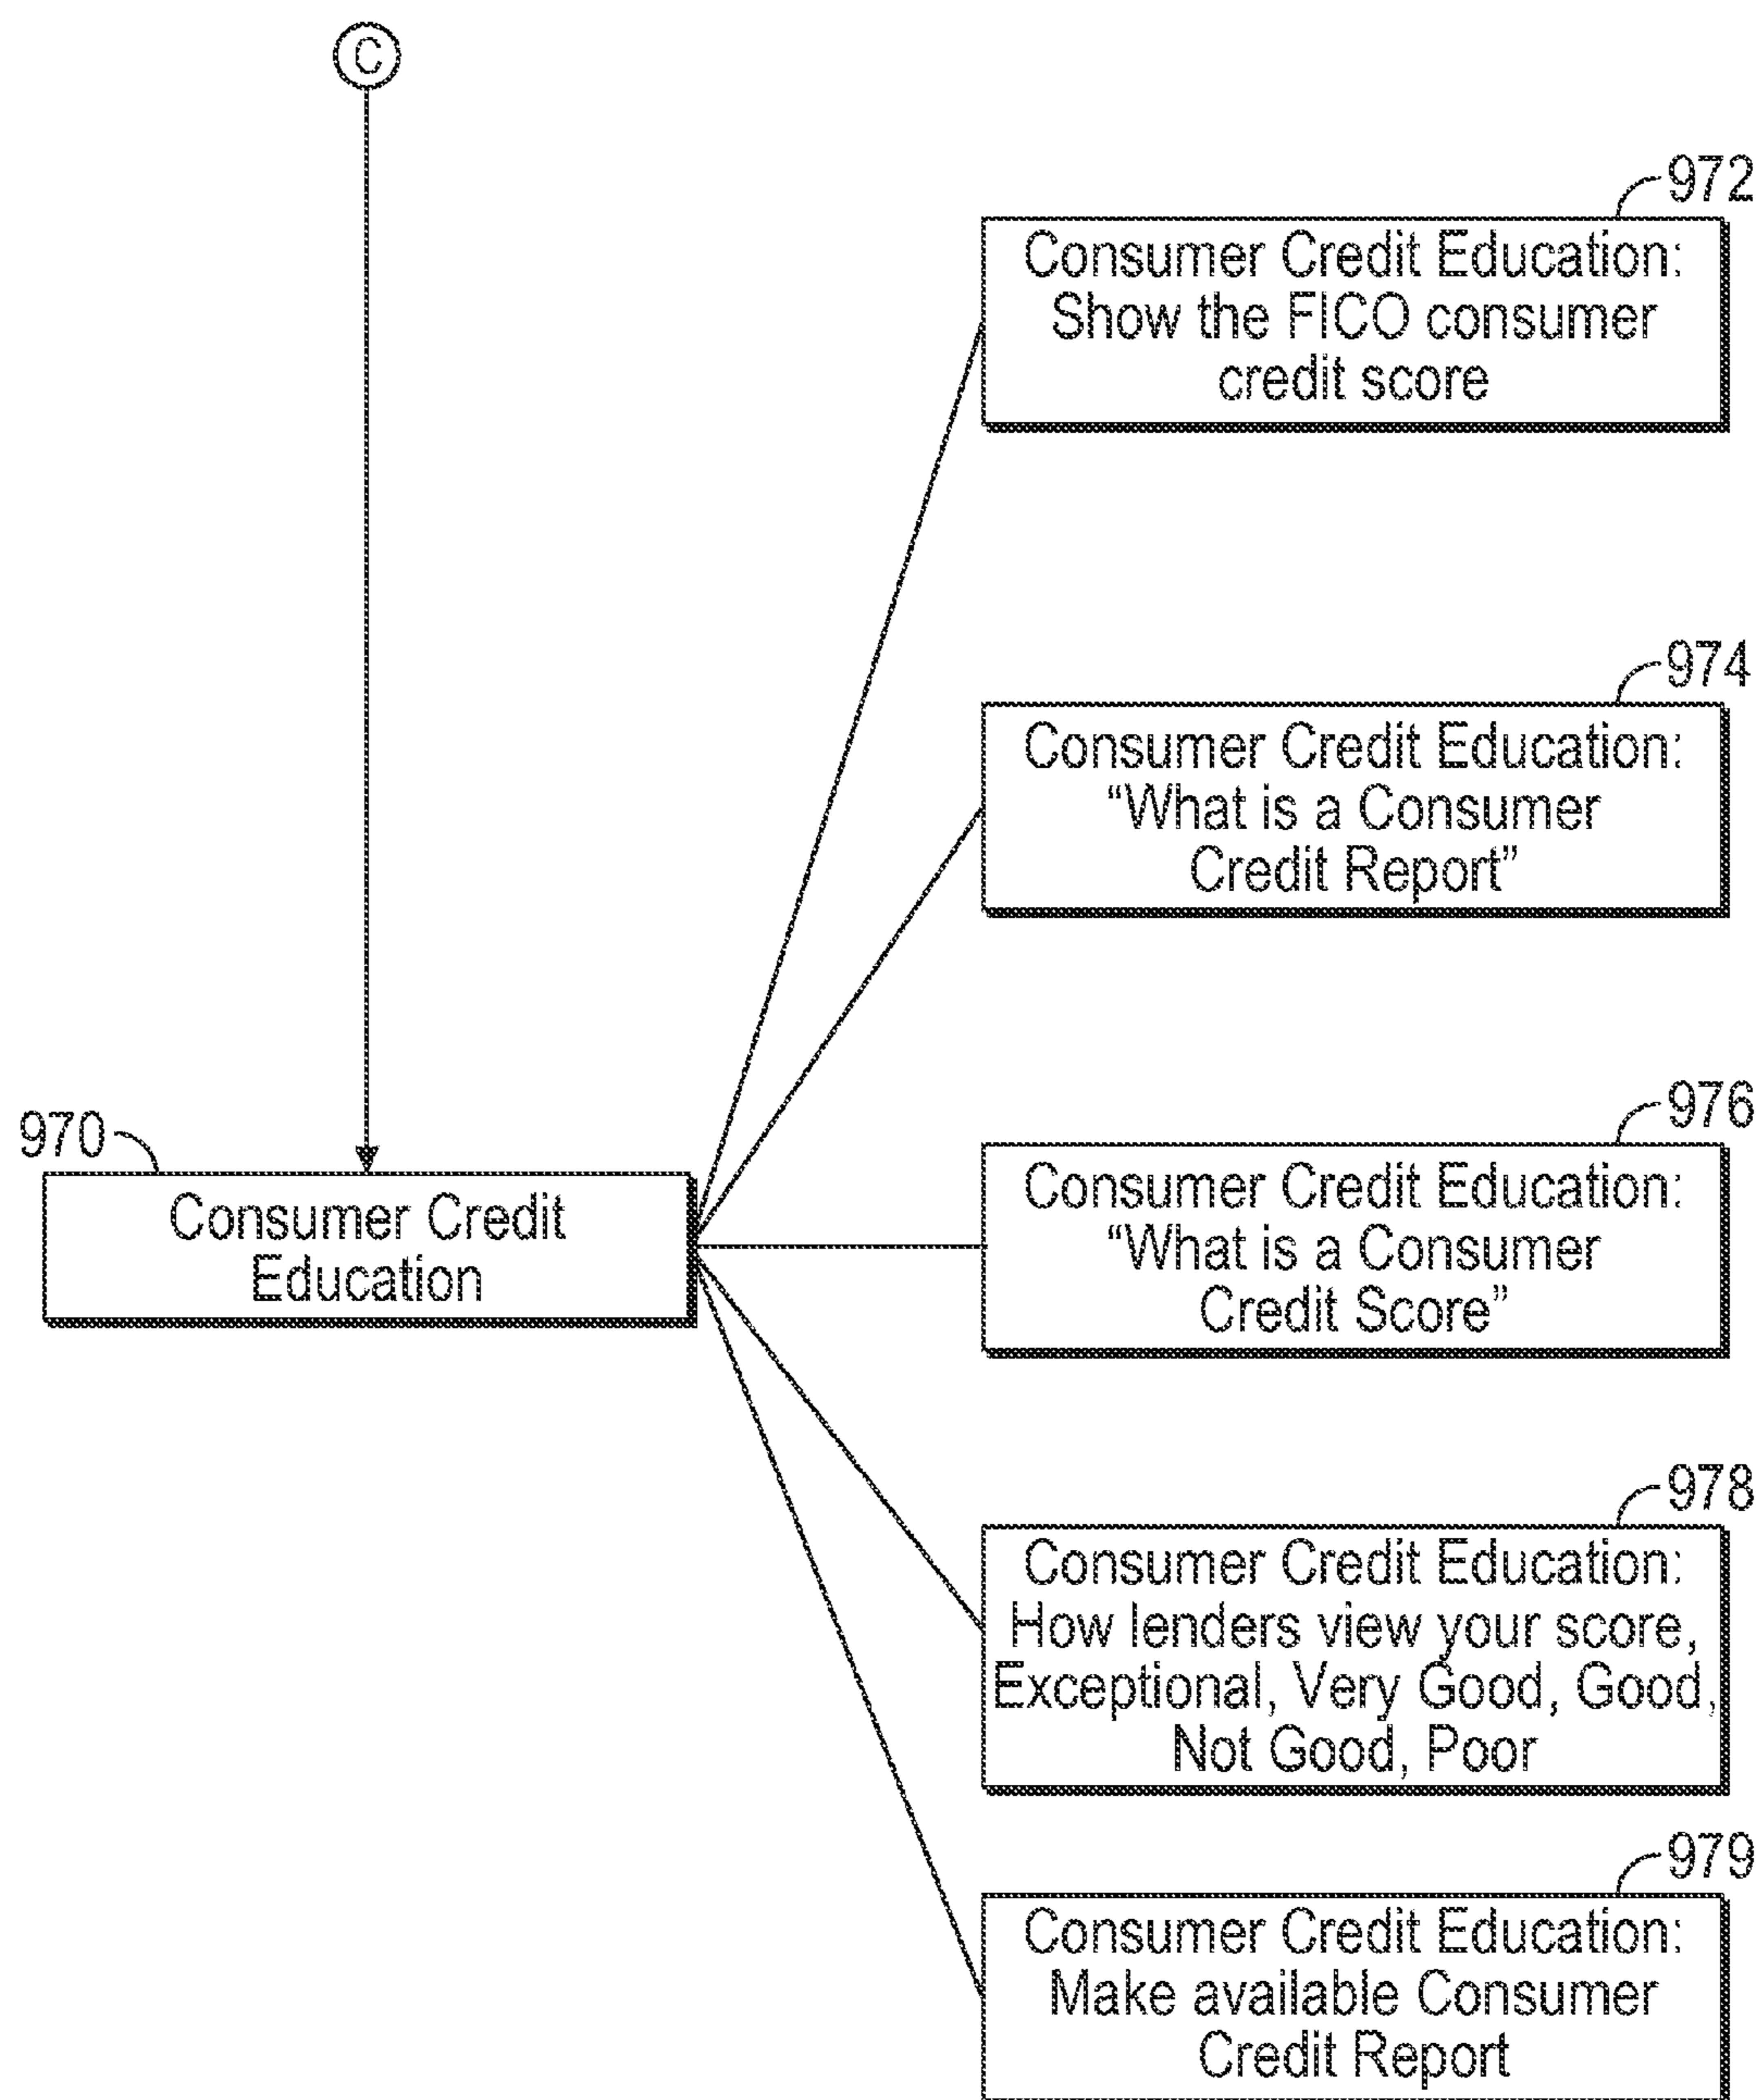 C
972
Consumer Credit Education:
Show the FICO consumer
credit score
974
Consumer Credit Education:
“What is a Consumer
Credit Report”
970
Consumer Credit
Education
976
Consumer Credit Education:
“What is a Consumer
Credit Score”
978
Consumer Credit Education:
How lenders view your score,
Exceptional, Very Good, Good,
Not Good, Poor
979
Consumer Credit Education:
Make available Consumer
Credit Report